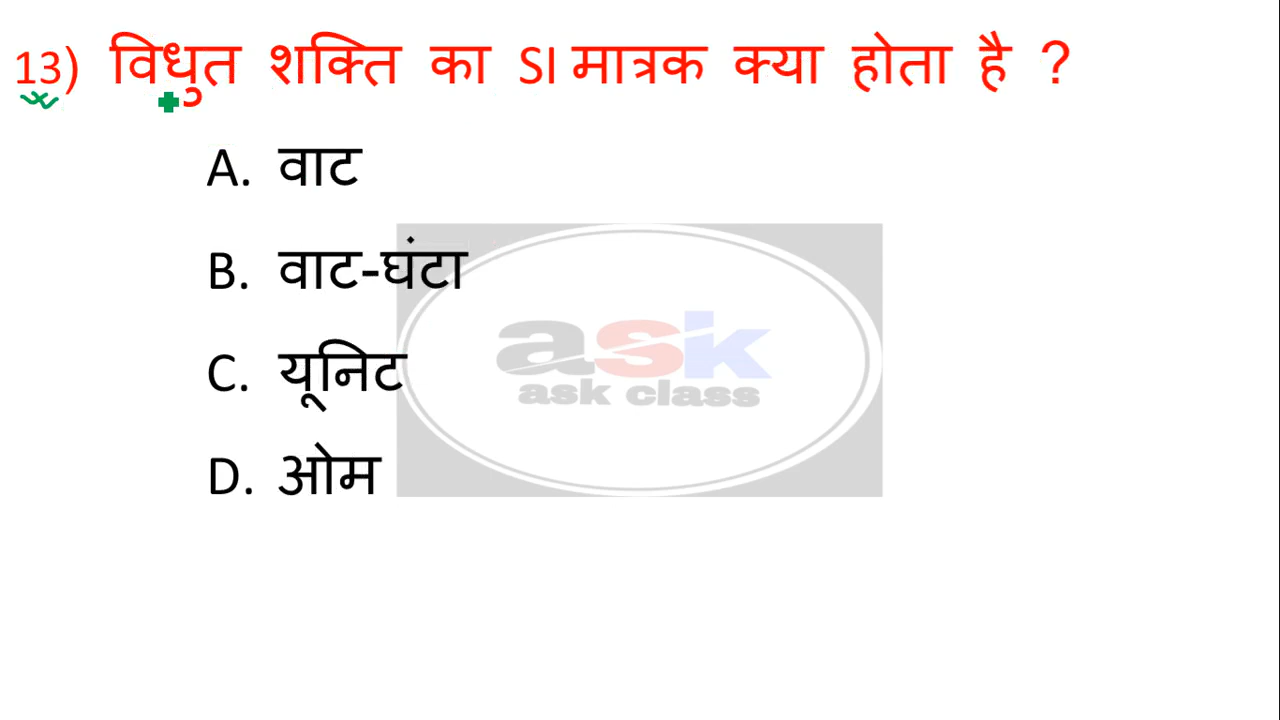 13) विधुत शक्ति का SI मात्रक क्या होता है ?
A. वाट
B. वाट-घंटा
C. यूनिट
D. ओम
ask
ask class